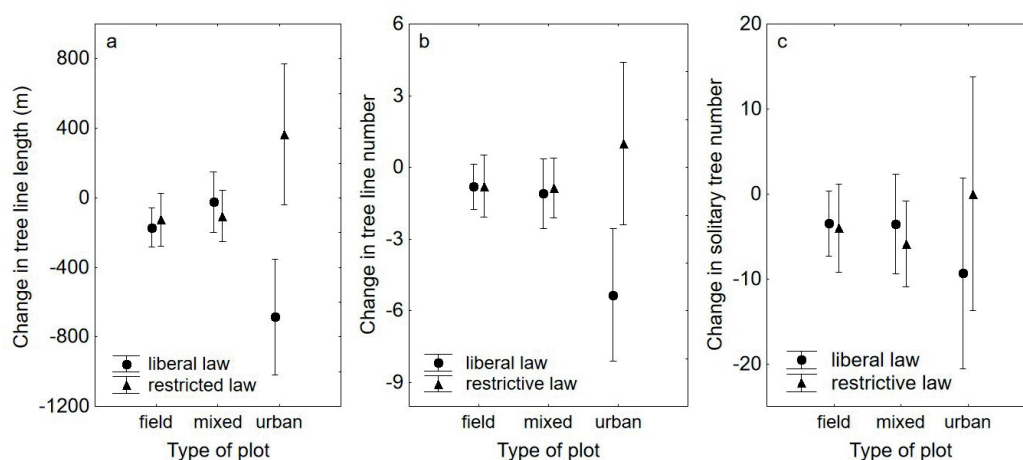 a
800
400
0
-400
-800
-1200
Change in tree line length (m)
liberal law
restricted law
field mixed urban
Type of plot
b
6
3
0
-3
-6
-9
Change in tree line number
liberal law
restrictive law
field mixed urban
Type of plot
c
20
10
0
-10
-20
Change in solitary tree number
liberal law
restrictive law
field mixed urban
Type of plot